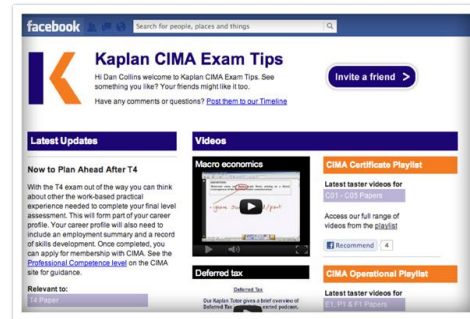 facebook
Search for people, places and things
Kaplan CIMA Exam Tips
Hi Dan Collins welcome to Kaplan CIMA Exam Tips. See
something you like? Your friends might like it too.
Have any comments or questions? Post them to our Timeline
Invite a friend >
Latest Updates
Now to Plan Ahead After T4
With the T4 exam out of the way you can think
about other the work-based practical
experience needed to complete your final level
assessment. This will form part of your career
profile. Your career profile will also need to
include an employment summary and a record
of skills development. Once completed, you
can apply for membership with CIMA. See the
Professional Competence level on the CIMA
site for guidance.
Relevant to:
T4 Paper
Videos
Macro economics
Deferred tax
Deferred Tax
Our Kaplan Tutor gives a brief overview of
CIMA Certificate Playlist
Latest taster videos for
C01 - C05 Papers
Access our full range of
videos from the playlist
Recommend 4
CIMA Operational Playlist
Latest taster videos for
E1, P1 & F1 Papers